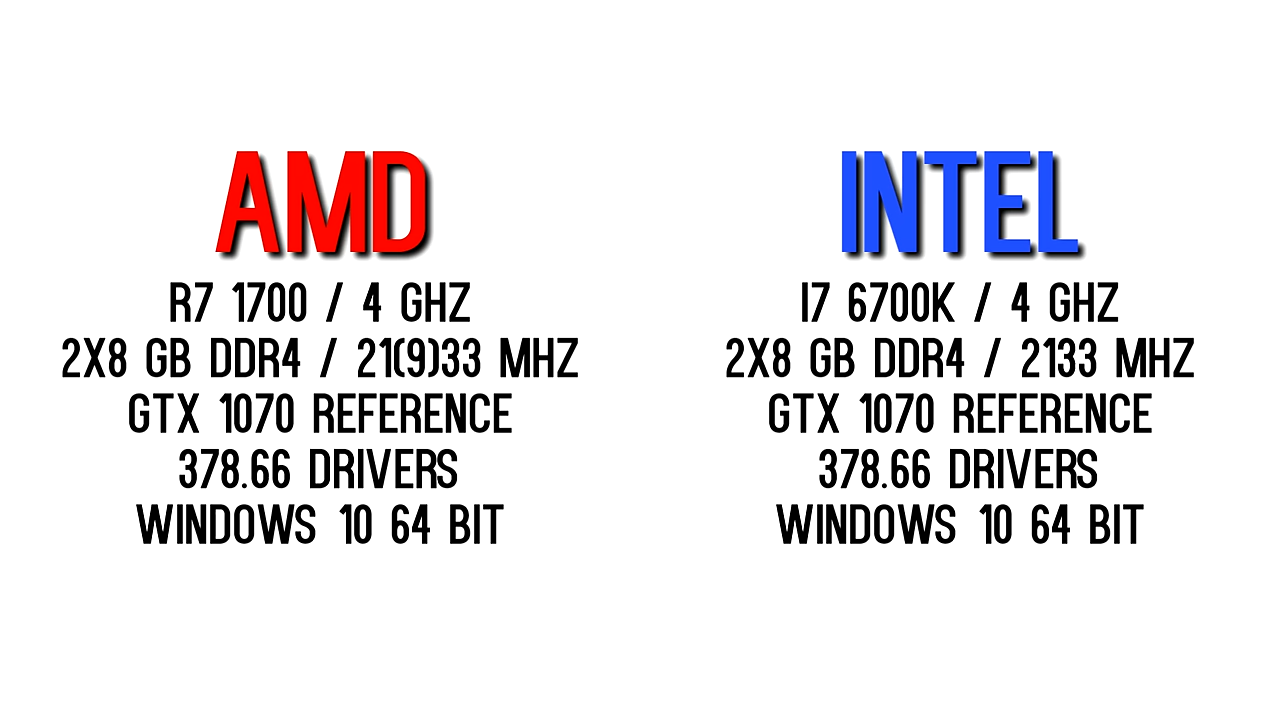 AMD
R7 1700 / 4 GHZ
2X8 GB DDR4 / 21(9)33 MHZ
GTX 1070 REFERENCE
378.66 DRIVERS
WINDOWS 10 64 BIT
INTEL
I7 6700K / 4 GHZ
2X8 GB DDR4 / 2133 MHZ
GTX 1070 REFERENCE
378.66 DRIVERS
WINDOWS 10 64 BIT